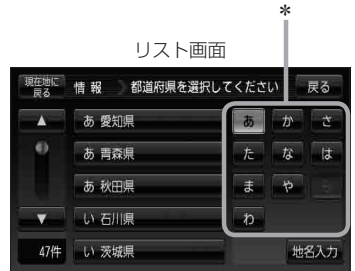 *
リスト画面
現在地に戻る 情報 都道府県を選択してください 戻る
▲ あ 愛知県 あ か さ
あ 青森県 た な は
あ 秋田県 ま や
▼ い 石川県 わ
47件 い 茨城県 地名入力